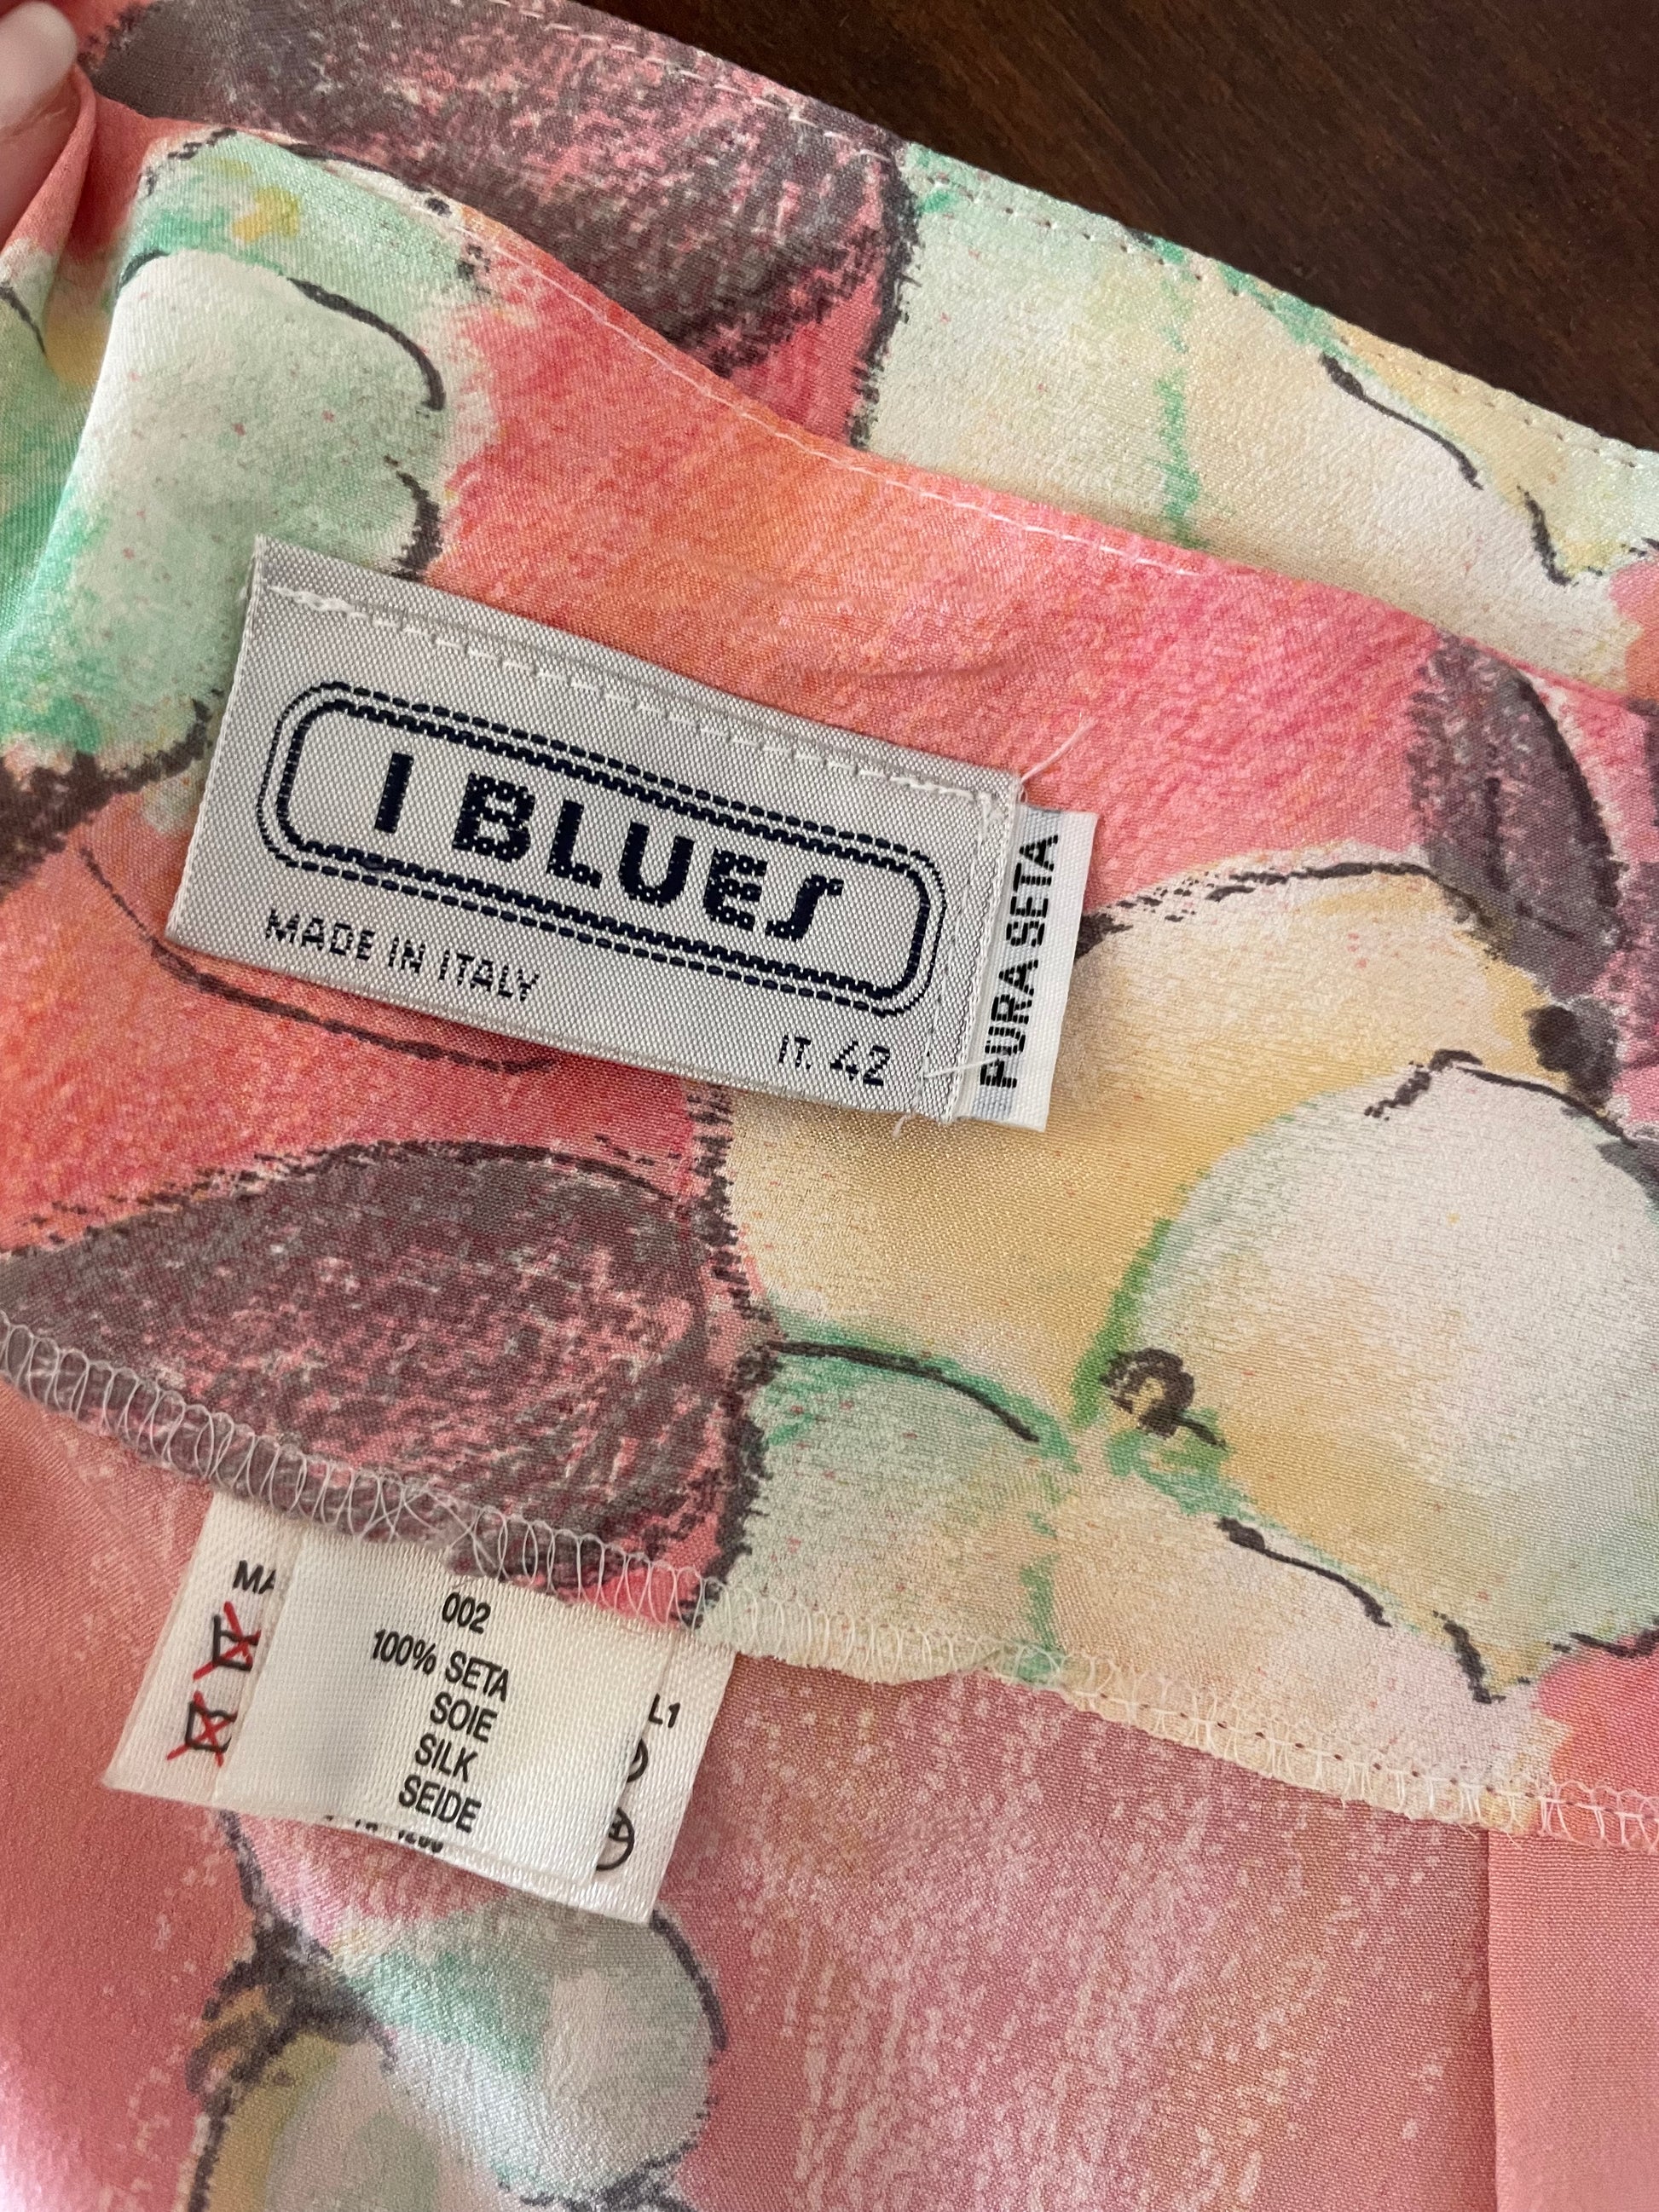 I BLUES
MADE IN ITALY
IT. 42
PURA SETA
002
100% SETA
SOIE
SILK
SEIDE